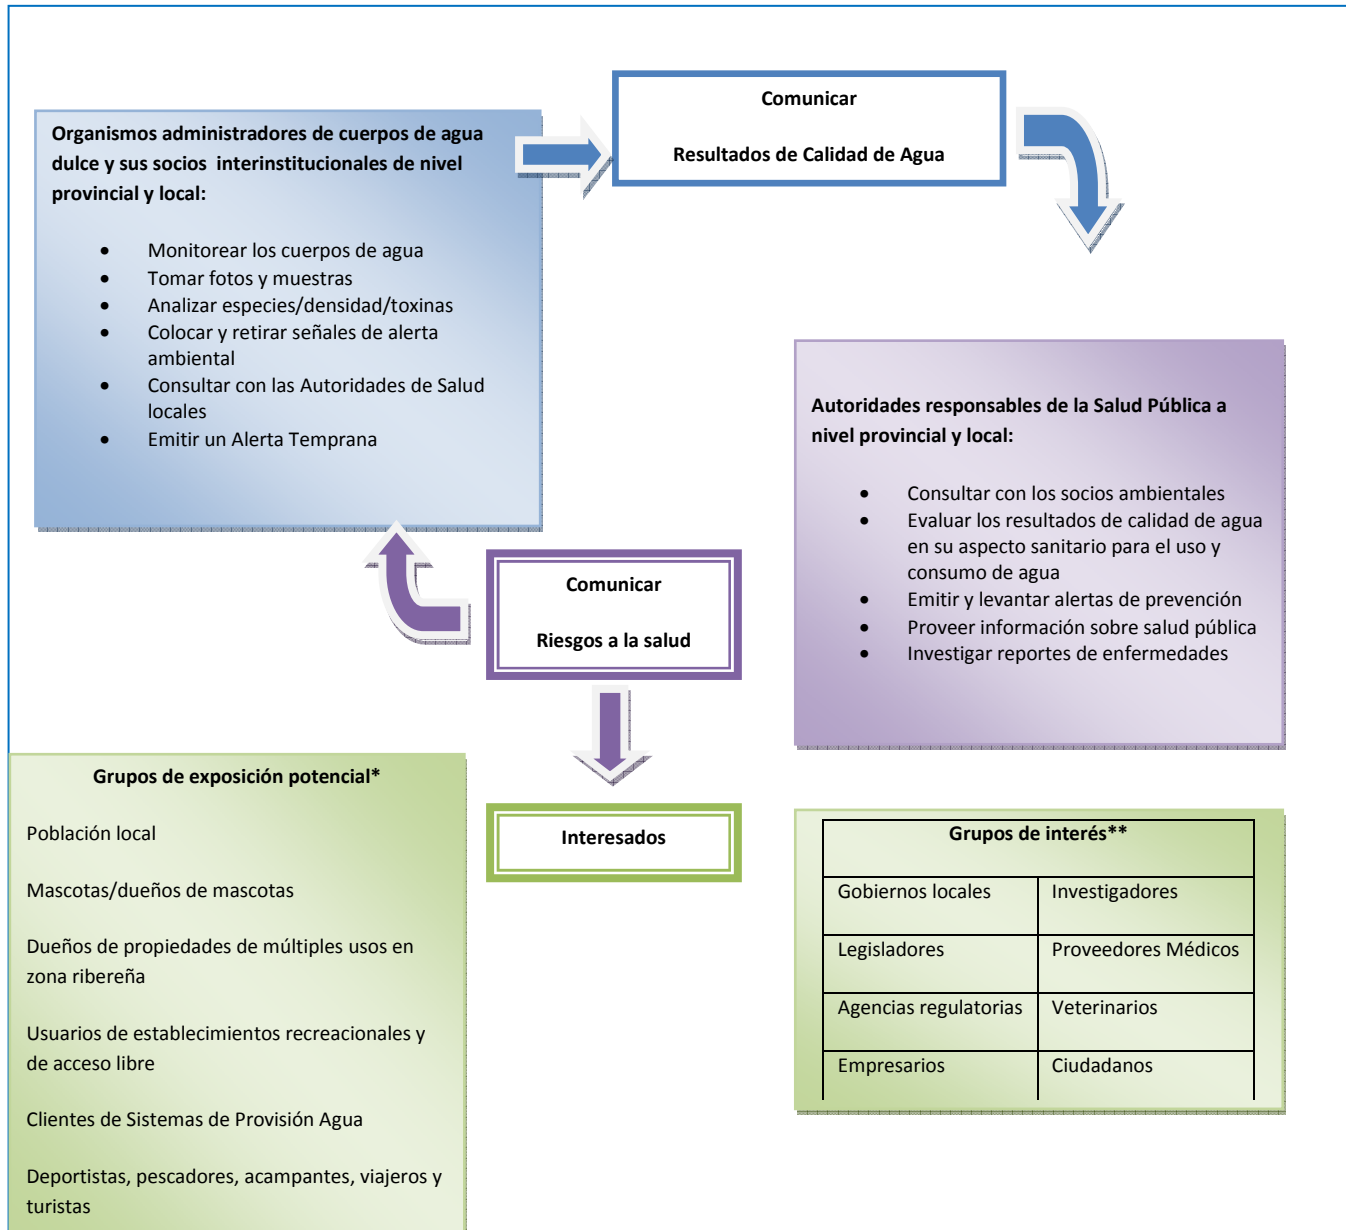 Comunicar
Resultados de Calidad de Agua
Organismos administradores de cuerpos de agua
dulce y sus socios interinstitucionales de nivel
provincial y local:
• Monitorear los cuerpos de agua
• Tomar fotos y muestras
• Analizar especies/densidad/toxinas
• Colocar y retirar señales de alerta
ambiental
• Consultar con las Autoridades de Salud
locales
• Emitir un Alerta Temprana
Autoridades responsables de la Salud Pública a
nivel provincial y local:
• Consultar con los socios ambientales
• Evaluar los resultados de calidad de agua
en su aspecto sanitario para el uso y
consumo de agua
• Emitir y levantar alertas de prevención
• Proveer información sobre salud pública
• Investigar reportes de enfermedades
Comunicar
Riesgos a la salud
Interesados
Grupos de exposición potencial*
Población local
Mascotas/dueños de mascotas
Dueños de propiedades de múltiples usos en
zona ribereña
Usuarios de establecimientos recreacionales y
de acceso libre
Clientes de Sistemas de Provisión Agua
Deportistas, pescadores, acampantes, viajeros y
turistas
Grupos de interés**
Gobiernos locales Investigadores
Legisladores Proveedores Médicos
Agencias regulatorias Veterinarios
Empresarios Ciudadanos